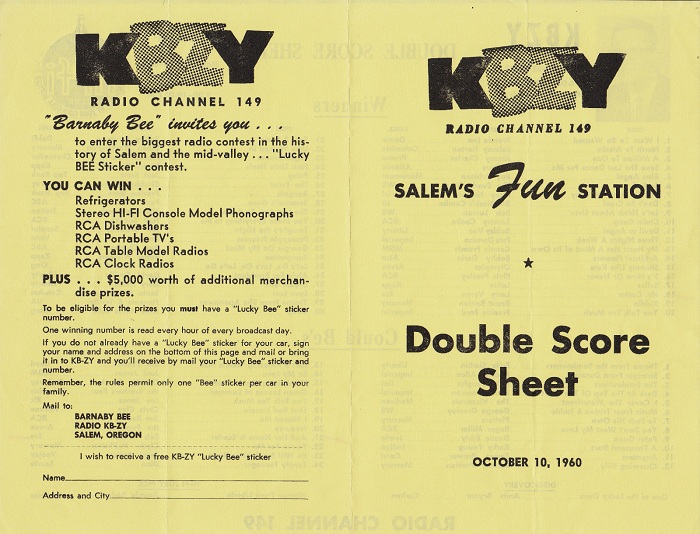 KBZY
RADIO CHANNEL 149
"Barnaby Bee" invites you . . .
to enter the biggest radio contest in the his-
tory of Salem and the mid-valley . . . "Lucky
BEE Sticker" contest.
YOU CAN WIN . . .
Refrigerators
Stereo HI-FI Console Model Phonographs
RCA Dishwashers
RCA Portable TV's
RCA Table Model Radios
RCA Clock Radios
PLUS . . . $5,000 worth of additional merchan-
dise prizes.
To be eligible for the prizes you must have a "Lucky Bee" sticker
number.
One winning number is read every hour of every broadcast day.
If you do not already have a "Lucky Bee" sticker for your car, sign
your name and address on the bottom of this page and mail or bring
it in to KB-ZY and you'll receive by mail your "Lucky Bee" sticker and
number.
Remember, the rules permit only one "Bee" sticker per car in your
family.
Mail to:
BARNABY BEE
RADIO KB-ZY
SALEM, OREGON
I wish to receive a free KB-ZY "Lucky Bee" sticker
Name
Address and City
KBZY
RADIO CHANNEL 149
SALEM'S Fun STATION
Double Score
Sheet
OCTOBER 10, 1960